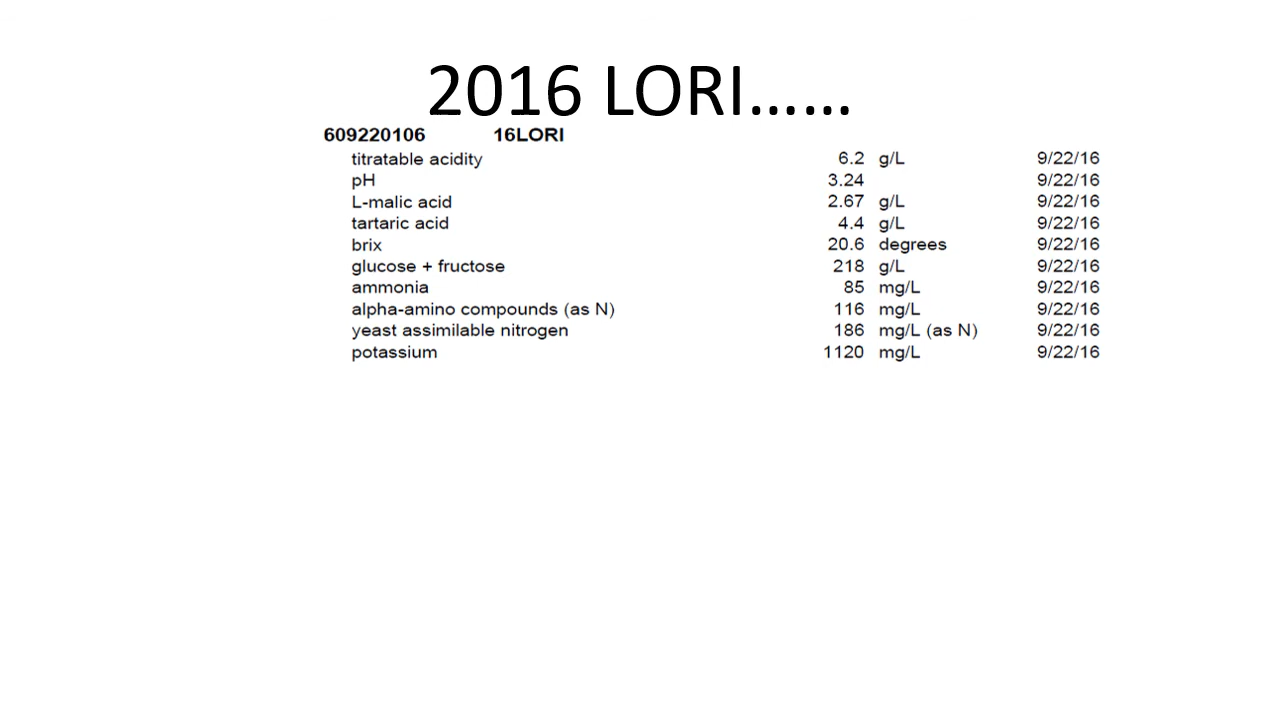 2016 LORI……
609220106 16LORI
titratable acidity 6.2 g/L 9/22/16
pH 3.24 9/22/16
L-malic acid 2.67 g/L 9/22/16
tartaric acid 4.4 g/L 9/22/16
brix 20.6 degrees 9/22/16
glucose + fructose 218 g/L 9/22/16
ammonia 85 mg/L 9/22/16
alpha-amino compounds (as N) 116 mg/L 9/22/16
yeast assimilable nitrogen 186 mg/L (as N) 9/22/16
potassium 1120 mg/L 9/22/16